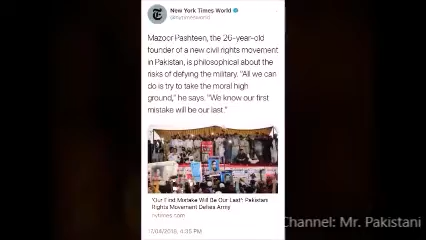 New York Times World
@nytimesworld
Mazoor Pashteen, the 26-year-old
founder of a new civil rights movement
in Pakistan, is philosophical about the
risks of defying the military. "All we can
do is try to take the moral high
ground," he says. "We know our first
mistake will be our last."
'Our First Mistake Will Be Our Last': Pakistani
Rights Movement Defies Army
nytimes.com
Channel: Mr. Pakistani